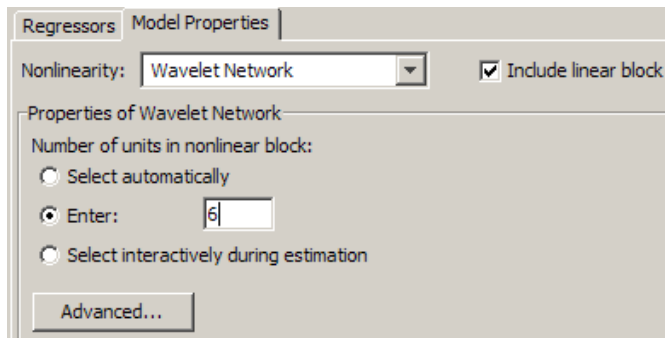 Regressors Model Properties
Nonlinearity: Wavelet Network Include linear block
Properties of Wavelet Network
Number of units in nonlinear block:
Select automatically
Enter: 6
Select interactively during estimation
Advanced...